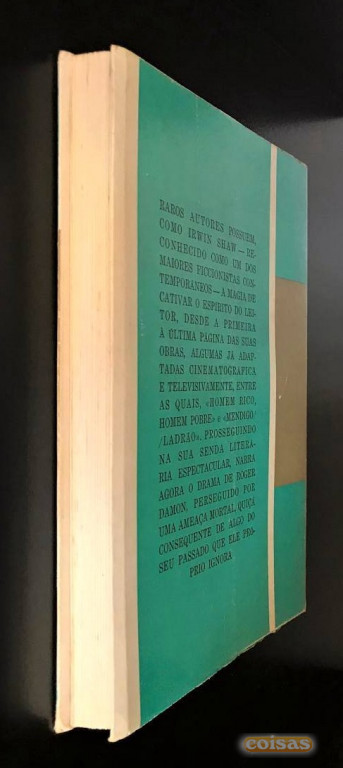 RAROS AUTORES POSSUEM,
COMO IRWIN SHAW — RE-
CONHECIDO COMO UM DOS
MAIORES FICCIONISTAS CON-
TEMPORÂNEOS — A MAGIA DE
CATIVAR O ESPÍRITO DO LEI-
TOR, DESDE A PRIMEIRA
À ÚLTIMA PÁGINA DAS SUAS
OBRAS, ALGUMAS JÁ ADAP-
TADAS CINEMATOGRÁFICA
E TELEVISIVAMENTE, ENTRE
AS QUAIS, «HOMEM RICO,
HOMEM POBRE» e «MENDIGO/
/LADRÃO». PROSSEGUINDO
NA SUA SENDA LITERÁ-
RIA ESPECTACULAR, NARRA
AGORA O DRAMA DE ROGER
DAMON, PERSEGUIDO POR
UMA AMEAÇA MORTAL, QUIÇÁ
CONSEQUENTE DE ALGO DO
SEU PASSADO QUE ELE PRÓ-
PRIO IGNORA
coisas